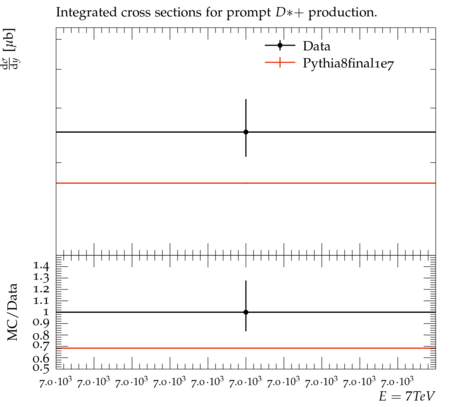 Integrated cross sections for prompt D∗+ production.
dσ/dy [μb]
Data
Pythia8final1e7
MC/Data
1.4
1.3
1.2
1.1
1
0.9
0.8
0.7
0.6
0.5
7.0·10³ 7.0·10³ 7.0·10³ 7.0·10³ 7.0·10³ 7.0·10³ 7.0·10³ 7.0·10³ 7.0·10³ 7.0·10³
E = 7TeV